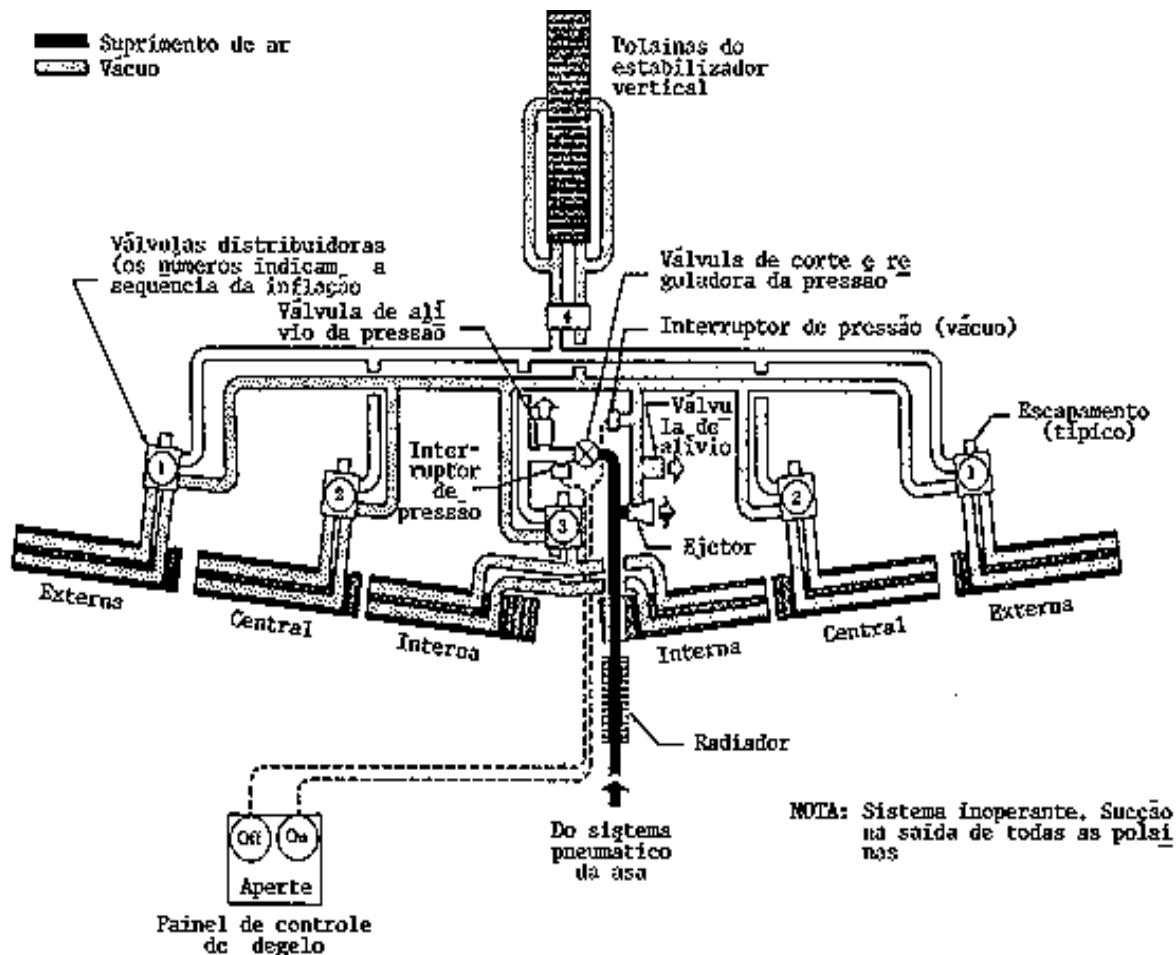 Suprimento de ar
Vácuo
Polainas do
estabilizador
vertical
Válvulas distribuidoras
(os números indicam a
sequência da inflação
Válvula de alí
vio da pressão
4
Válvula de corte e re
guladora da pressão
Interruptor de pressão (vácuo)
Válvu
la de
alívio
Escapamento
(típico)
Inter-
ruptor
de
pressão
1
2
3
2
1
Ejetor
Externa
Central
Interna
Interna
Central
Externa
Radiador
Off
On
Aperte
Painel de controle
de degelo
Do sistema
pneumático
da asa
NOTA: Sistema inoperante. Sucção
na saída de todas as polai
nas